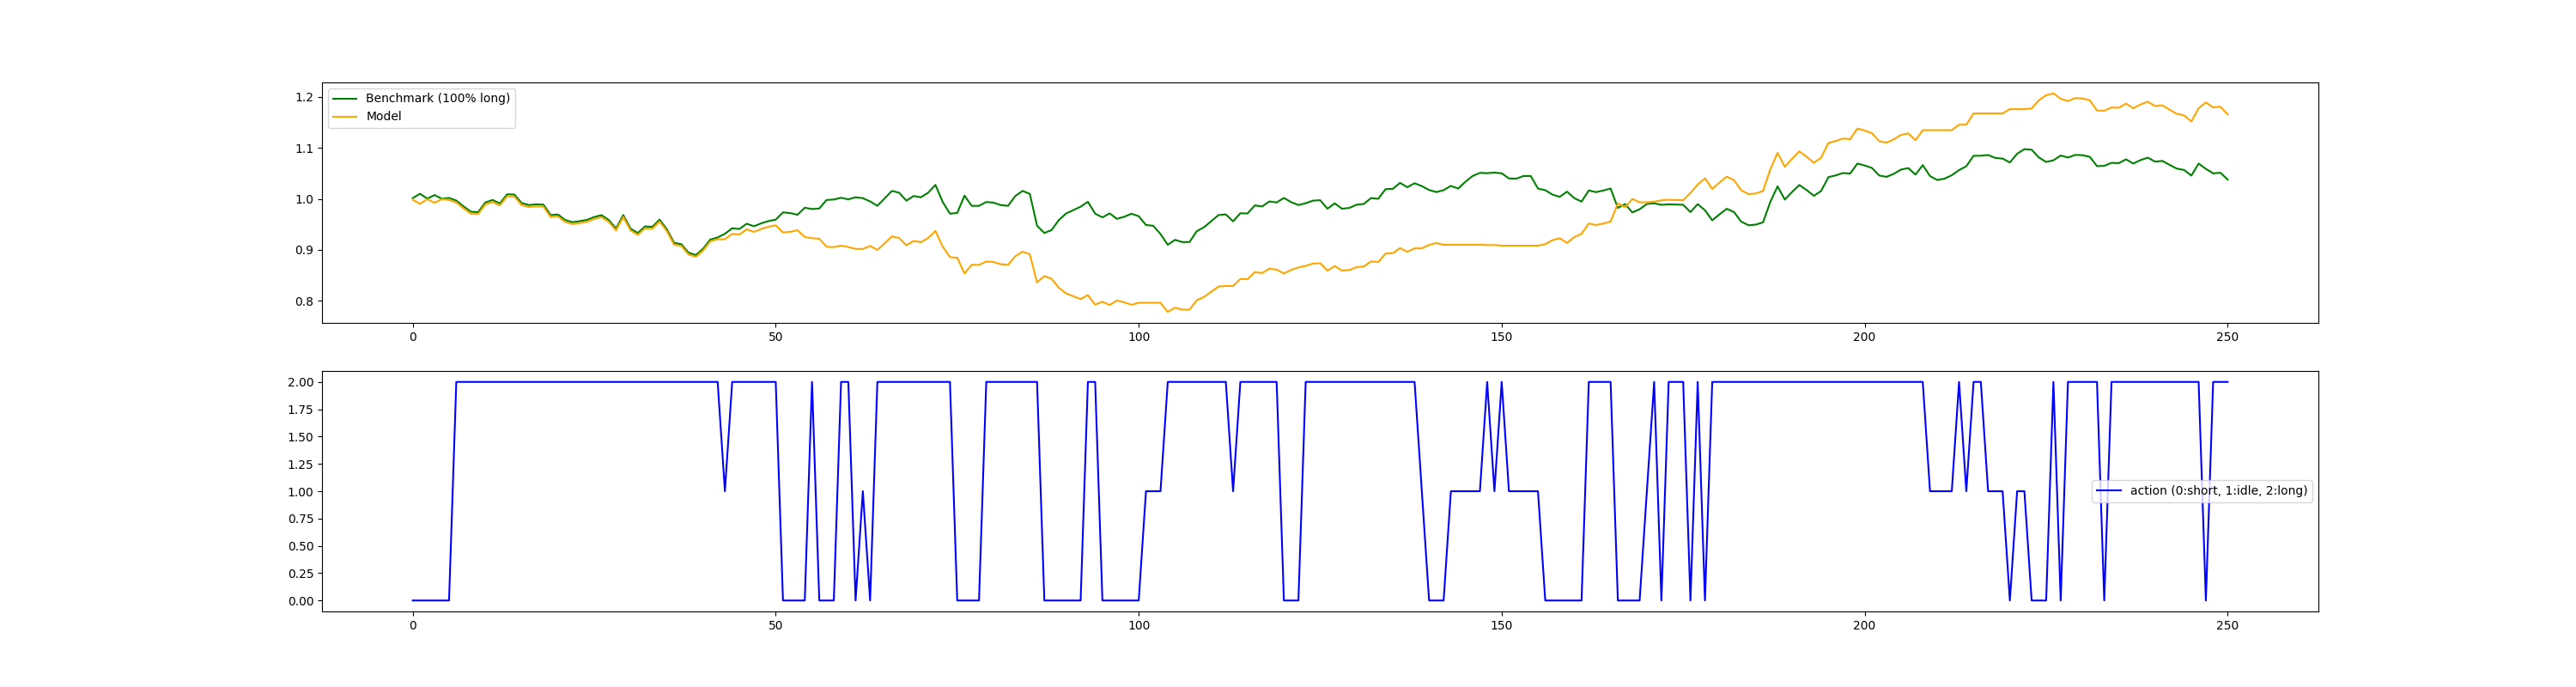 1.2
1.1
1.0
0.9
0.8
Benchmark (100% long)
Model
0 50 100 150 200 250
2.00
1.75
1.50
1.25
1.00
0.75
0.50
0.25
0.00
action (0:short, 1:idle, 2:long)
0 50 100 150 200 250